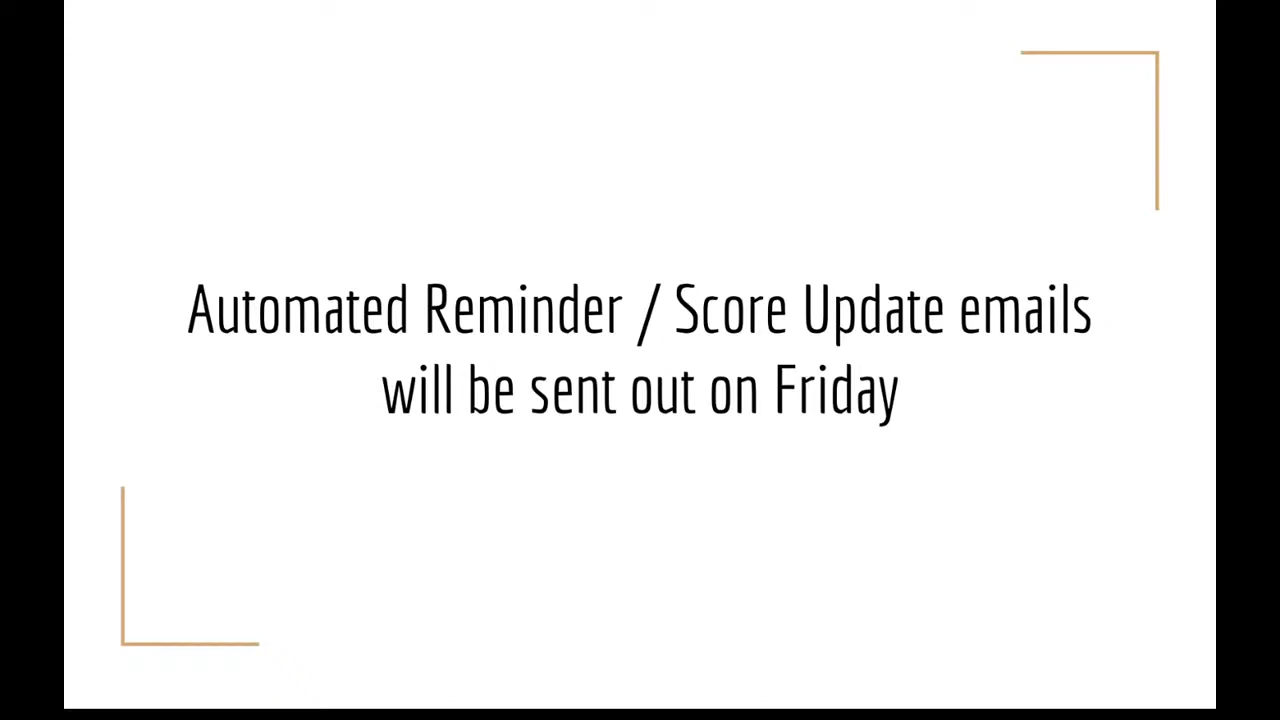 Automated Reminder / Score Update emails
will be sent out on Friday